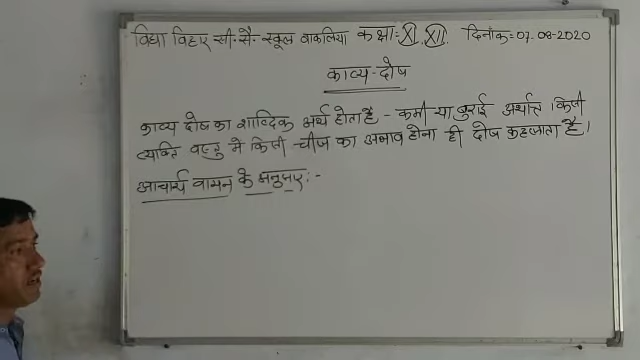 विद्या विहार सी॰ सै॰ स्कूल वाकलिया कक्षाः XI, XII, दिनांक= 07-08-2020
काव्य-दोष
काव्य दोष का शाब्दिक अर्थ होता है - कमी या बुराई अर्थात् किसी
व्यक्ति वस्तु में किसी चीज का अभाव होना ही दोष कहलाता है।
आचार्य वामन के अनुसार :-